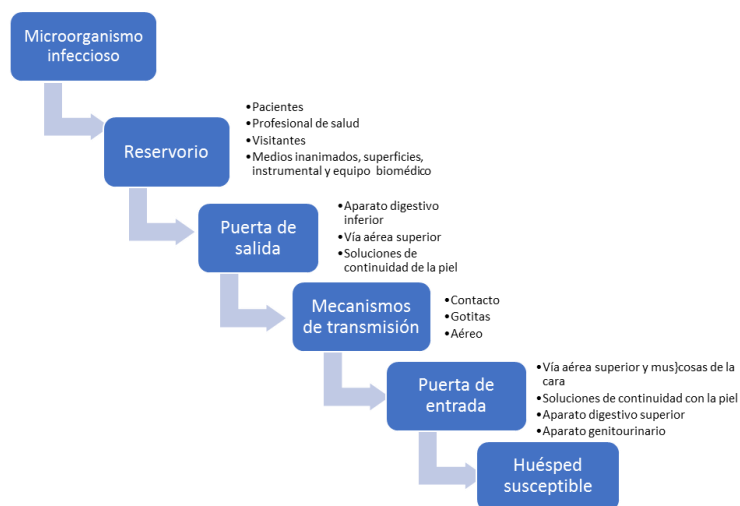 Microorganismo
infeccioso
Reservorio
•Pacientes
•Profesional de salud
•Visitantes
•Medios inanimados, superficies,
instrumental y equipo biomédico
Puerta de
salida
•Aparato digestivo
inferior
•Vía aérea superior
•Soluciones de
continuidad de la piel
Mecanismos
de transmisión
•Contacto
•Gotitas
•Aéreo
Puerta de
entrada
•Vía aérea superior y mus}cosas de la
cara
•Soluciones de continuidad con la piel
•Aparato digestivo superior
•Aparato genitourinario
Huésped
susceptible